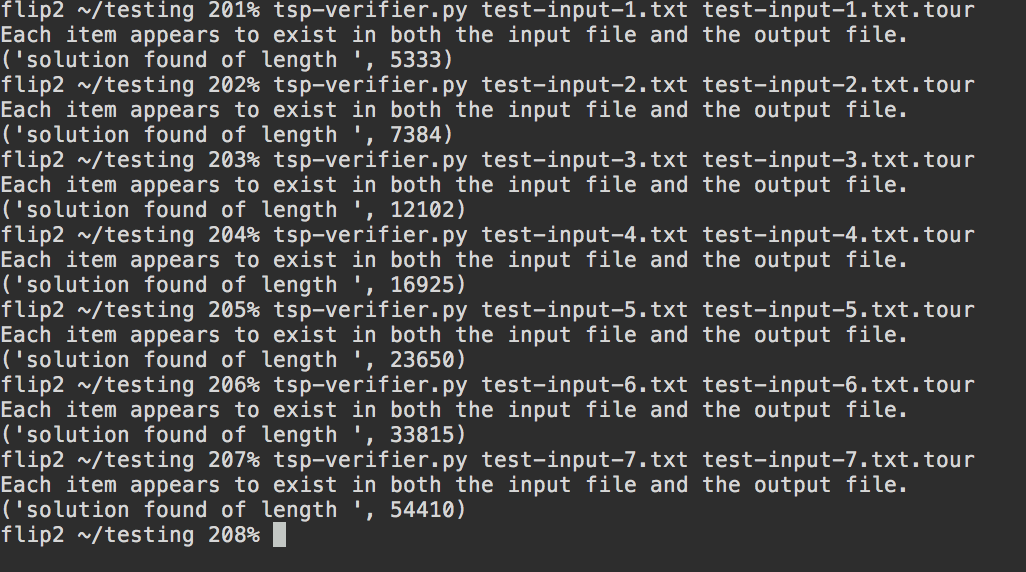 flip2 ~/testing 201% tsp-verifier.py test-input-1.txt test-input-1.txt.tour
Each item appears to exist in both the input file and the output file.
('solution found of length ', 5333)
flip2 ~/testing 202% tsp-verifier.py test-input-2.txt test-input-2.txt.tour
Each item appears to exist in both the input file and the output file.
('solution found of length ', 7384)
flip2 ~/testing 203% tsp-verifier.py test-input-3.txt test-input-3.txt.tour
Each item appears to exist in both the input file and the output file.
('solution found of length ', 12102)
flip2 ~/testing 204% tsp-verifier.py test-input-4.txt test-input-4.txt.tour
Each item appears to exist in both the input file and the output file.
('solution found of length ', 16925)
flip2 ~/testing 205% tsp-verifier.py test-input-5.txt test-input-5.txt.tour
Each item appears to exist in both the input file and the output file.
('solution found of length ', 23650)
flip2 ~/testing 206% tsp-verifier.py test-input-6.txt test-input-6.txt.tour
Each item appears to exist in both the input file and the output file.
('solution found of length ', 33815)
flip2 ~/testing 207% tsp-verifier.py test-input-7.txt test-input-7.txt.tour
Each item appears to exist in both the input file and the output file.
('solution found of length ', 54410)
flip2 ~/testing 208%